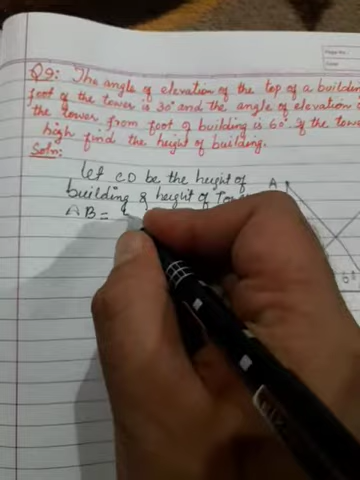 Q9: The angle of elevation of the top of a building
foot of the tower is 30° and the angle of elevation
the tower from foot of building is 60°. If the tower
high find the height of building.
Soln:
Let CD be the height of
building & height of
AB =
A